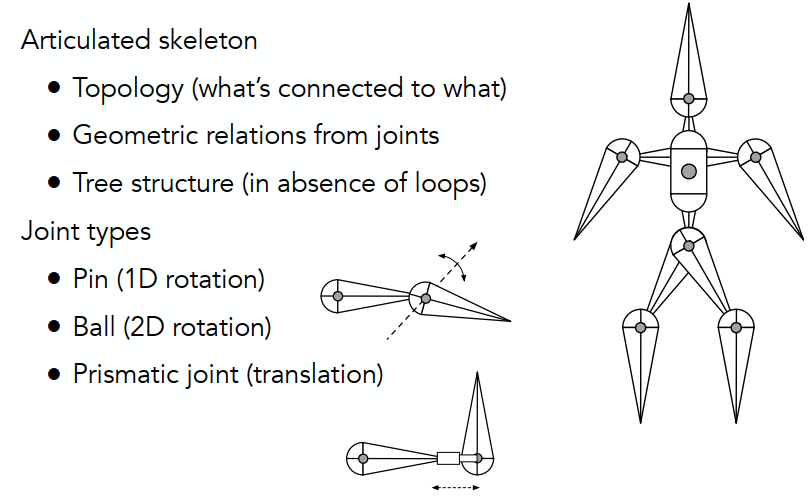 Articulated skeleton
• Topology (what’s connected to what)
• Geometric relations from joints
• Tree structure (in absence of loops)
Joint types
• Pin (1D rotation)
• Ball (2D rotation)
• Prismatic joint (translation)